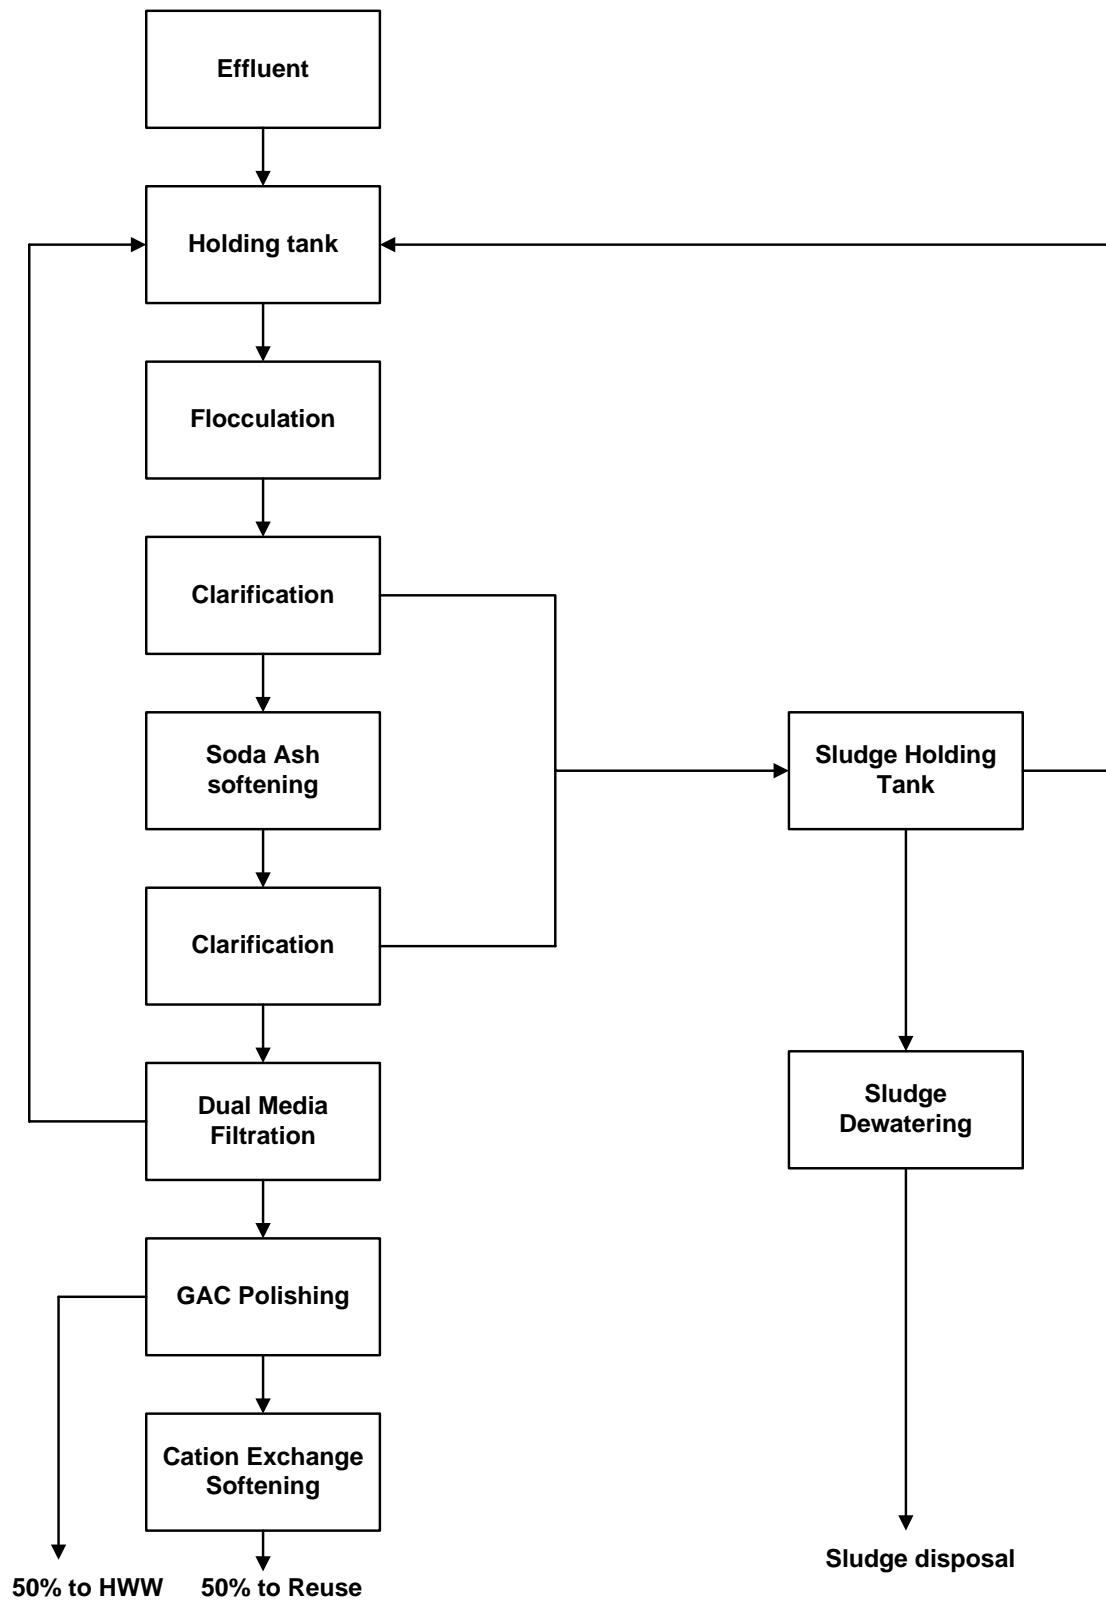 Effluent
Holding tank
Flocculation
Clarification
Soda Ash
softening
Sludge Holding
Tank
Clarification
Dual Media
Filtration
Sludge
Dewatering
GAC Polishing
Cation Exchange
Softening
50% to HWW
50% to Reuse
Sludge disposal